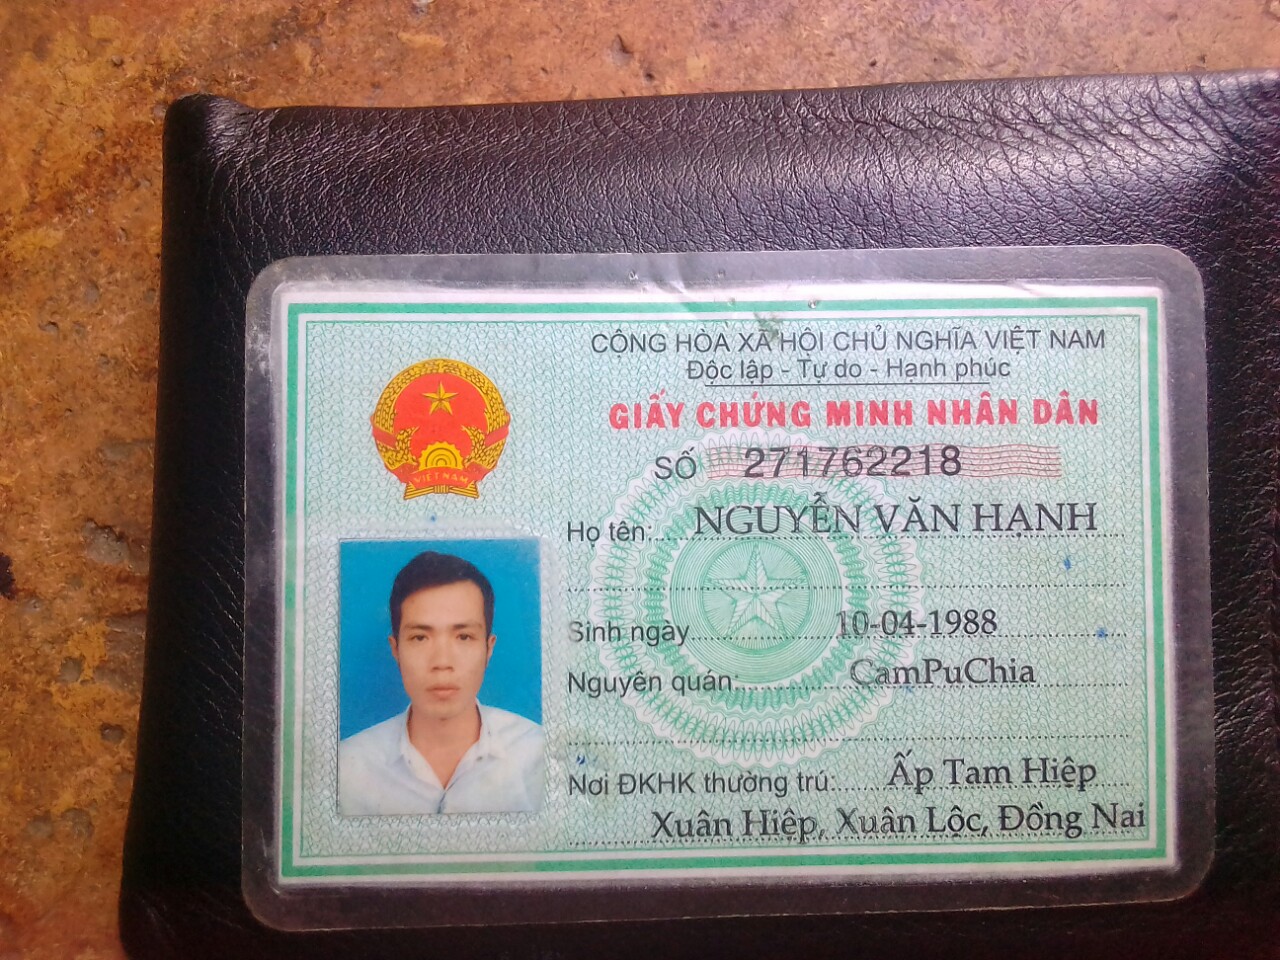 CỘNG HÒA XÃ HỘI CHỦ NGHĨA VIỆT NAM
Độc lập - Tự do - Hạnh phúc
GIẤY CHỨNG MINH NHÂN DÂN
SỐ 271762218
Họ tên: NGUYỄN VĂN HẠNH
Sinh ngày 10-04-1988
Nguyên quán: CamPuChia
Nơi ĐKHK thường trú: Ấp Tam Hiệp
Xuân Hiệp, Xuân Lộc, Đồng Nai
VIỆT NAM